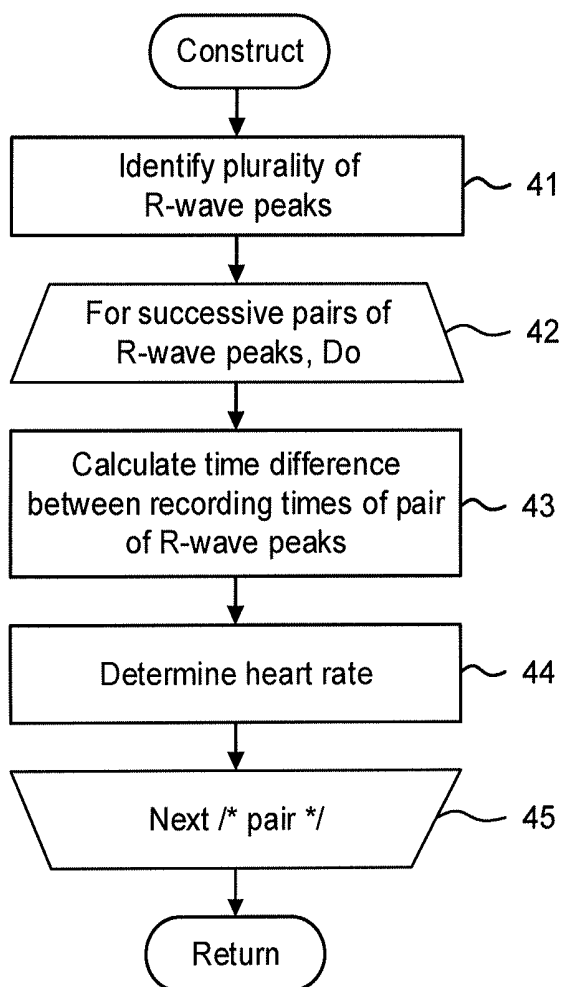 Construct
Identify plurality of
R-wave peaks
41
For successive pairs of
R-wave peaks, Do
42
Calculate time difference
between recording times of pair
of R-wave peaks
43
Determine heart rate
44
Next /* pair */
45
Return